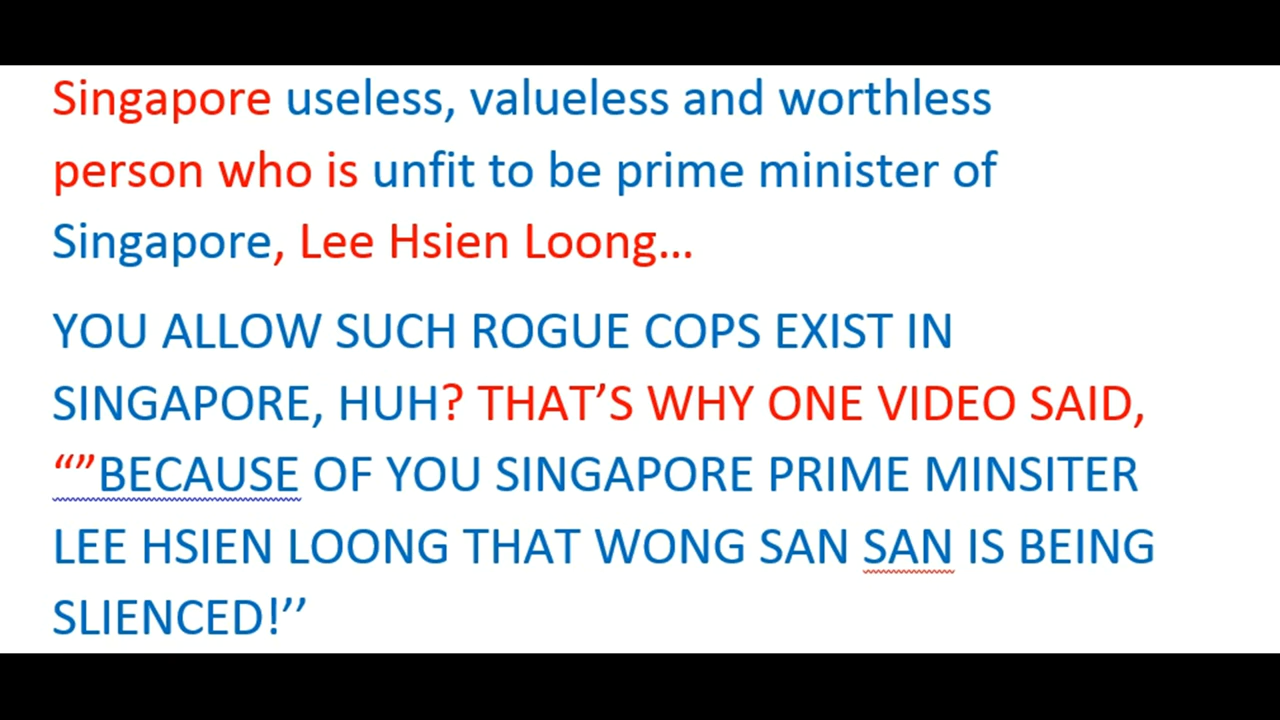 Singapore useless, valueless and worthless
person who is unfit to be prime minister of
Singapore, Lee Hsien Loong...
YOU ALLOW SUCH ROGUE COPS EXIST IN
SINGAPORE, HUH? THAT’S WHY ONE VIDEO SAID,
“”BECAUSE OF YOU SINGAPORE PRIME MINSITER
LEE HSIEN LOONG THAT WONG SAN SAN IS BEING
SLIENCED!’’